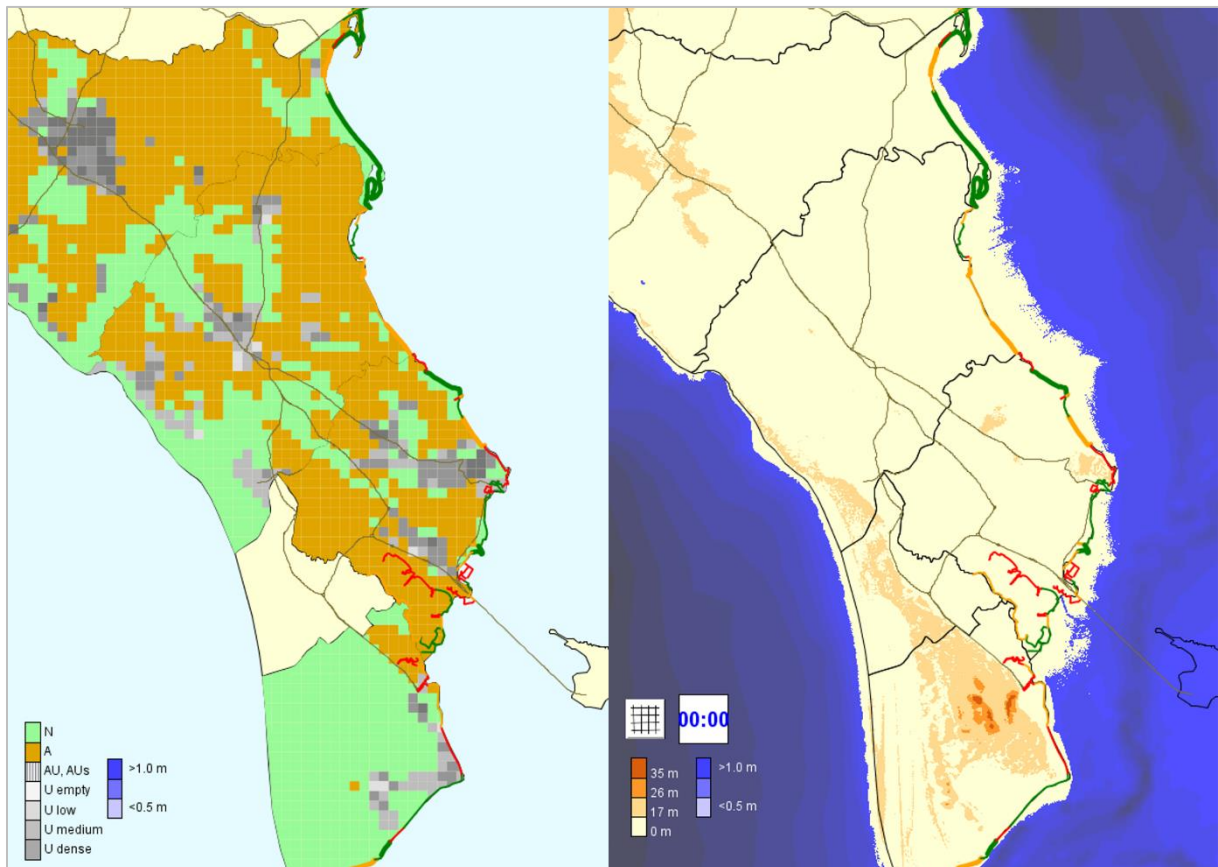 N
A
AU, AUs
U empty
U low
U medium
U dense
>1.0 m
<0.5 m
00:00
35 m
26 m
17 m
0 m
>1.0 m
<0.5 m